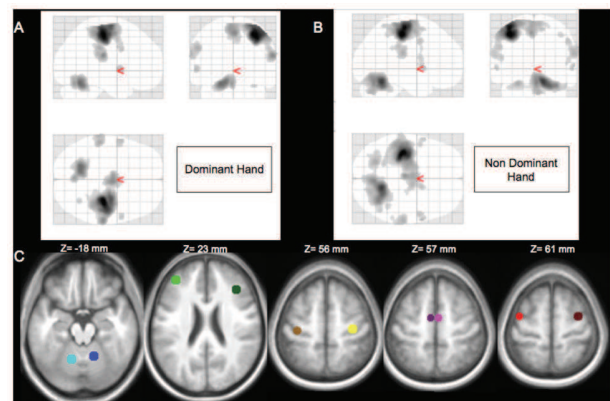 A
B
Dominant Hand
Non Dominant
Hand
Z= -18 mm
Z= 23 mm
Z= 56 mm
Z= 57 mm
Z= 61 mm
C